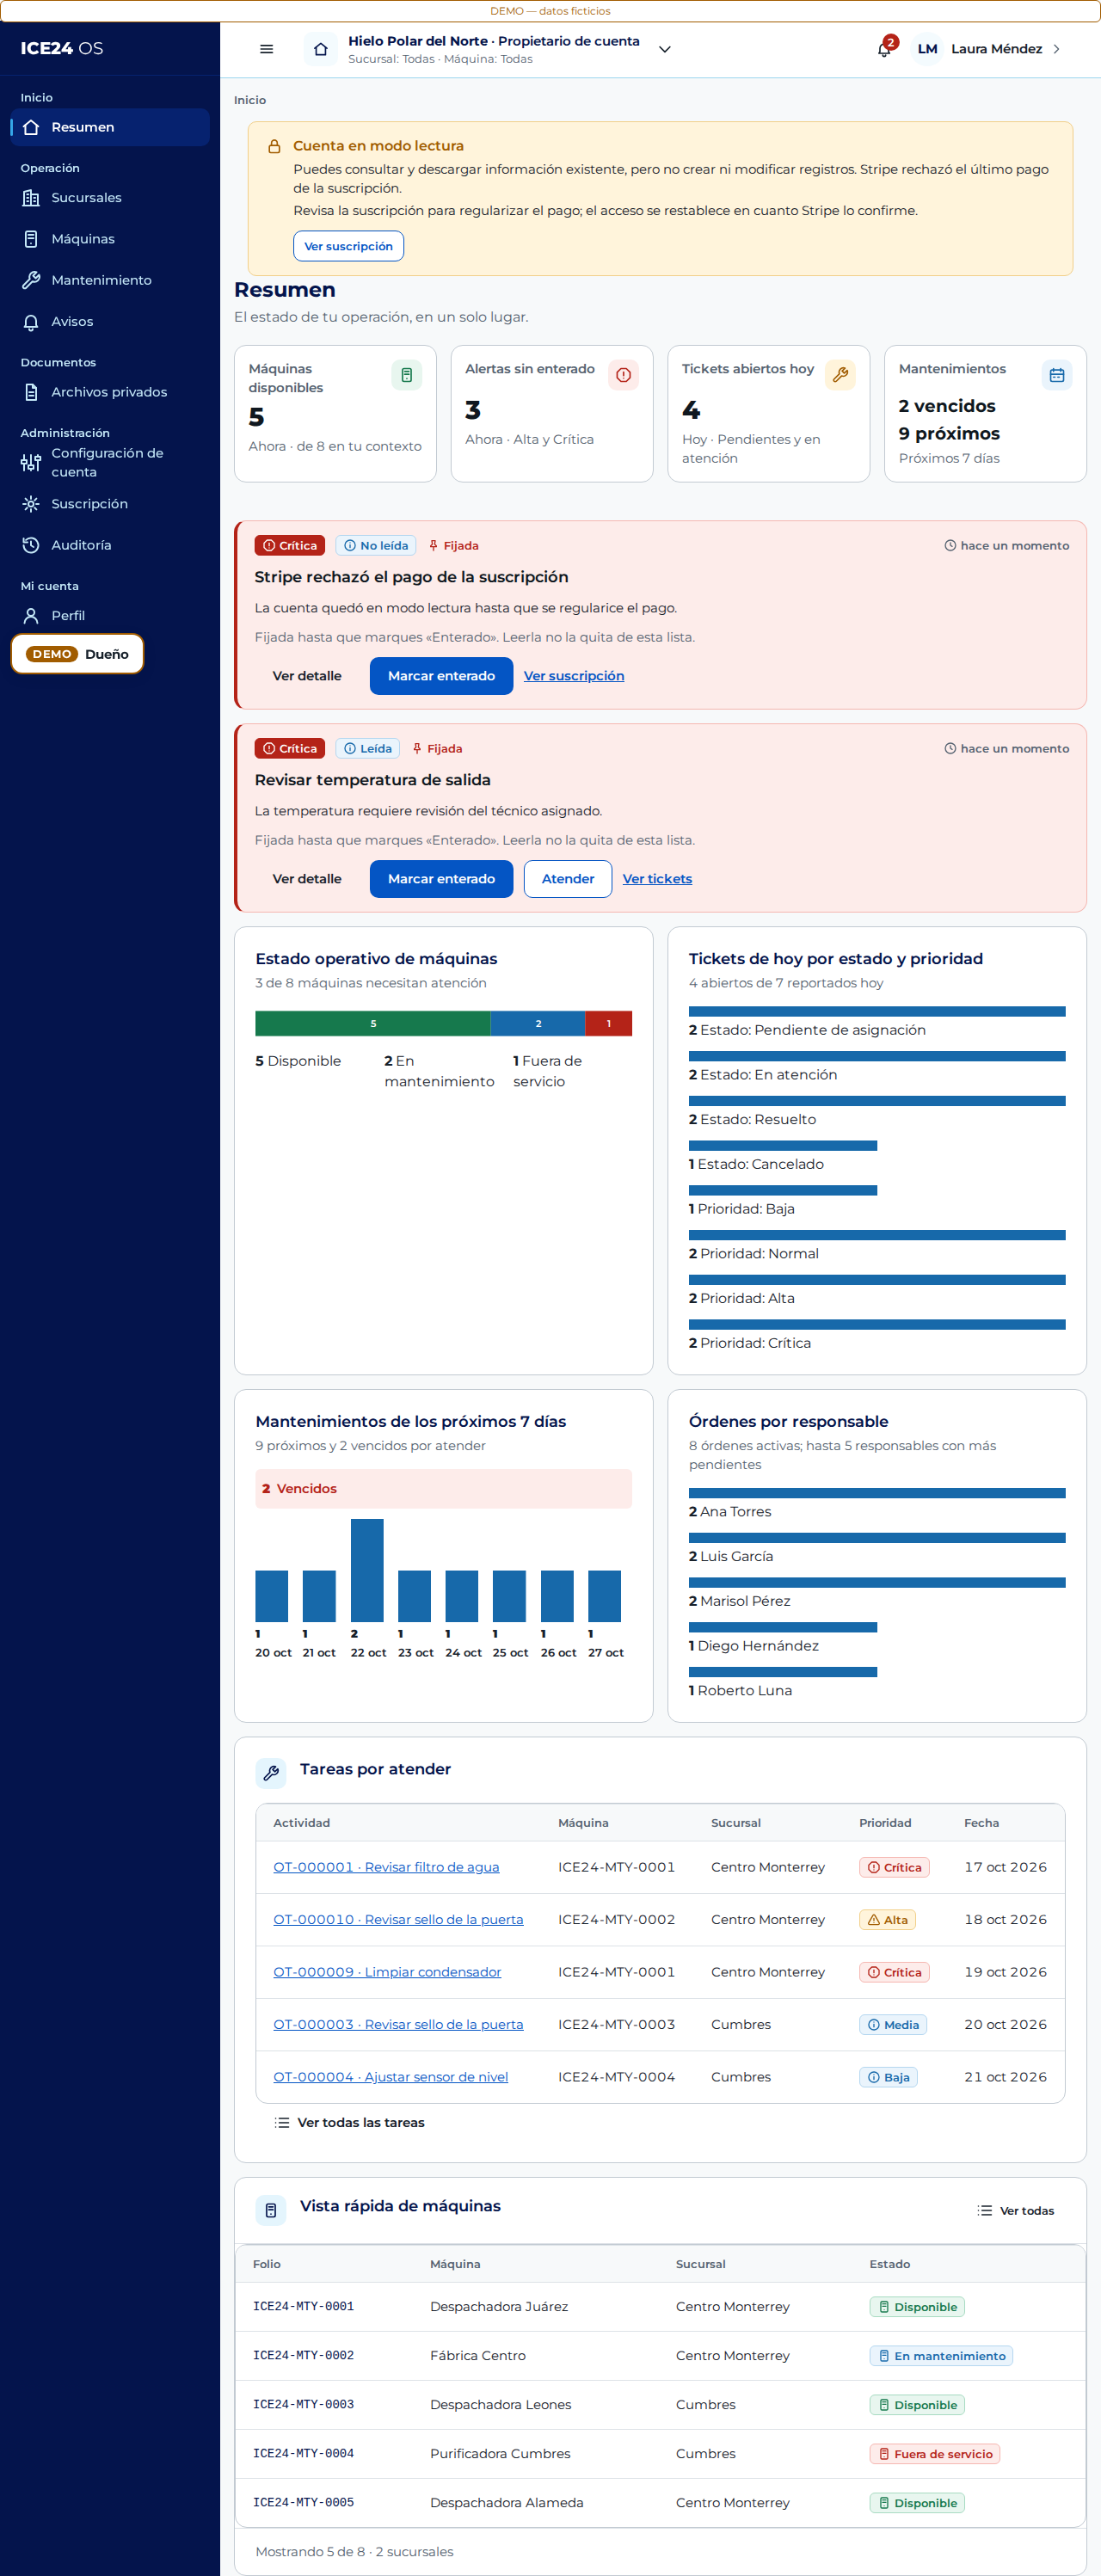 DEMO — datos ficticios
ICE24 OS
Inicio
Resumen
Operación
Sucursales
Máquinas
Mantenimiento
Avisos
Documentos
Archivos privados
Administración
Configuración de
cuenta
Suscripción
Auditoría
Mi cuenta
Perfil
DEMO Dueño
Hielo Polar del Norte · Propietario de cuenta
Sucursal: Todas · Máquina: Todas
2
LM Laura Méndez
Inicio
Cuenta en modo lectura
Puedes consultar y descargar información existente, pero no crear ni modificar registros. Stripe rechazó el último pago
de la suscripción.
Revisa la suscripción para regularizar el pago; el acceso se restablece en cuanto Stripe lo confirme.
Ver suscripción
Resumen
El estado de tu operación, en un solo lugar.
Máquinas
disponibles
5
Ahora · de 8 en tu contexto
Alertas sin enterado
3
Ahora · Alta y Crítica
Tickets abiertos hoy
4
Hoy · Pendientes y en
atención
Mantenimientos
2 vencidos
9 próximos
Próximos 7 días
Crítica No leída Fijada hace un momento
Stripe rechazó el pago de la suscripción
La cuenta quedó en modo lectura hasta que se regularice el pago.
Fijada hasta que marques «Enterado». Leerla no la quita de esta lista.
Ver detalle Marcar enterado Ver suscripción
Crítica Leída Fijada hace un momento
Revisar temperatura de salida
La temperatura requiere revisión del técnico asignado.
Fijada hasta que marques «Enterado». Leerla no la quita de esta lista.
Ver detalle Marcar enterado Atender Ver tickets
Estado operativo de máquinas
3 de 8 máquinas necesitan atención
5 2 1
5 Disponible
2 En
mantenimiento
1 Fuera de
servicio
Tickets de hoy por estado y prioridad
4 abiertos de 7 reportados hoy
2 Estado: Pendiente de asignación
2 Estado: En atención
2 Estado: Resuelto
1 Estado: Cancelado
1 Prioridad: Baja
2 Prioridad: Normal
2 Prioridad: Alta
2 Prioridad: Crítica
Mantenimientos de los próximos 7 días
9 próximos y 2 vencidos por atender
2 Vencidos
1 1 2 1 1 1 1 1
20 oct 21 oct 22 oct 23 oct 24 oct 25 oct 26 oct 27 oct
Órdenes por responsable
8 órdenes activas; hasta 5 responsables con más
pendientes
2 Ana Torres
2 Luis García
2 Marisol Pérez
1 Diego Hernández
1 Roberto Luna
Tareas por atender
Actividad Máquina Sucursal Prioridad Fecha
OT-000001 · Revisar filtro de agua ICE24-MTY-0001 Centro Monterrey Crítica 17 oct 2026
OT-000010 · Revisar sello de la puerta ICE24-MTY-0002 Centro Monterrey Alta 18 oct 2026
OT-000009 · Limpiar condensador ICE24-MTY-0001 Centro Monterrey Crítica 19 oct 2026
OT-000003 · Revisar sello de la puerta ICE24-MTY-0003 Cumbres Media 20 oct 2026
OT-000004 · Ajustar sensor de nivel ICE24-MTY-0004 Cumbres Baja 21 oct 2026
Ver todas las tareas
Vista rápida de máquinas Ver todas
Folio Máquina Sucursal Estado
ICE24-MTY-0001 Despachadora Juárez Centro Monterrey Disponible
ICE24-MTY-0002 Fábrica Centro Centro Monterrey En mantenimiento
ICE24-MTY-0003 Despachadora Leones Cumbres Disponible
ICE24-MTY-0004 Purificadora Cumbres Cumbres Fuera de servicio
ICE24-MTY-0005 Despachadora Alameda Centro Monterrey Disponible
Mostrando 5 de 8 · 2 sucursales